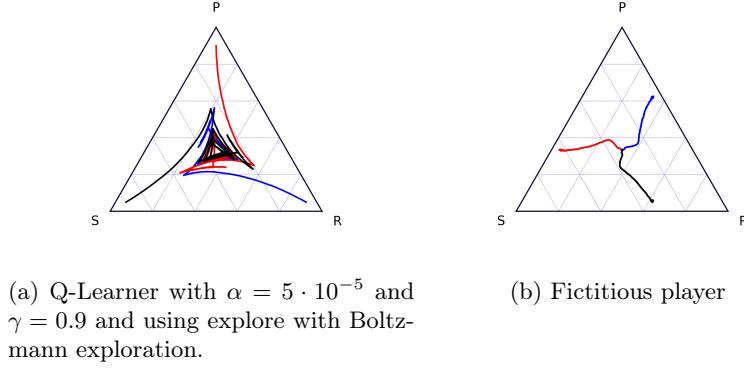 P
P
S
R
S
R
(a) Q-Learner with α = 5 · 10⁻⁵ and
γ = 0.9 and using explore with Boltz-
mann exploration.
(b) Fictitious player